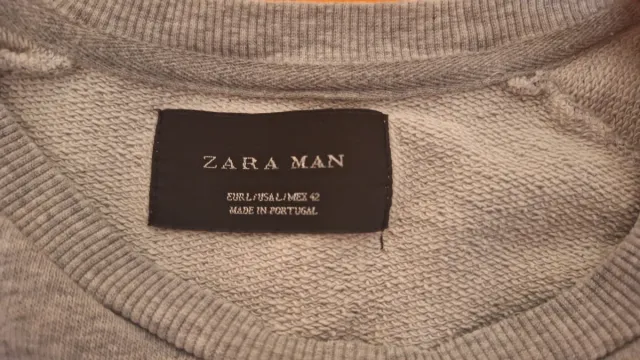 ZARA MAN
EUR L/USA L/MEX 42
MADE IN PORTUGAL